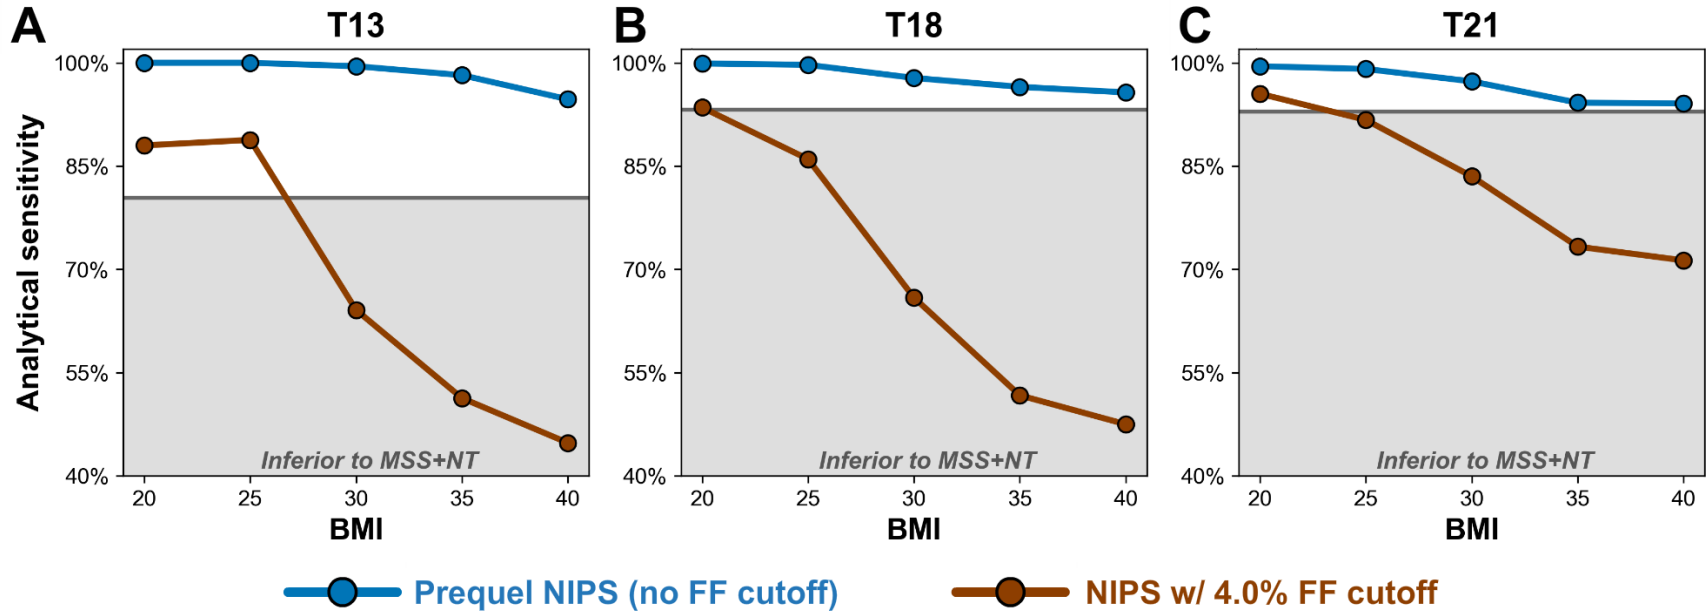 A
T13
Analytical sensitivity
100%
85%
70%
55%
40%
Inferior to MSS+NT
20 25 30 35 40
BMI
B
T18
100%
85%
70%
55%
40%
Inferior to MSS+NT
20 25 30 35 40
BMI
C
T21
100%
85%
70%
55%
40%
Inferior to MSS+NT
20 25 30 35 40
BMI
Prequel NIPS (no FF cutoff)
NIPS w/ 4.0% FF cutoff